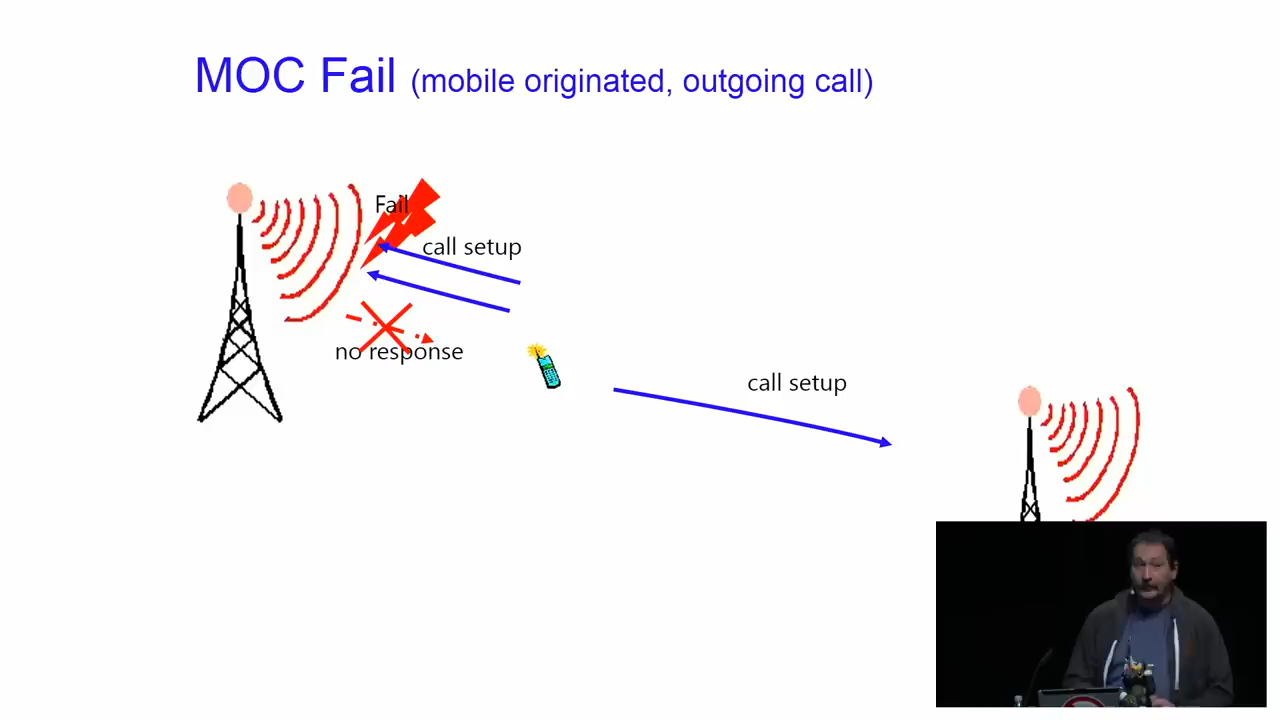 MOC Fail (mobile originated, outgoing call)
Fail
call setup
no response
call setup